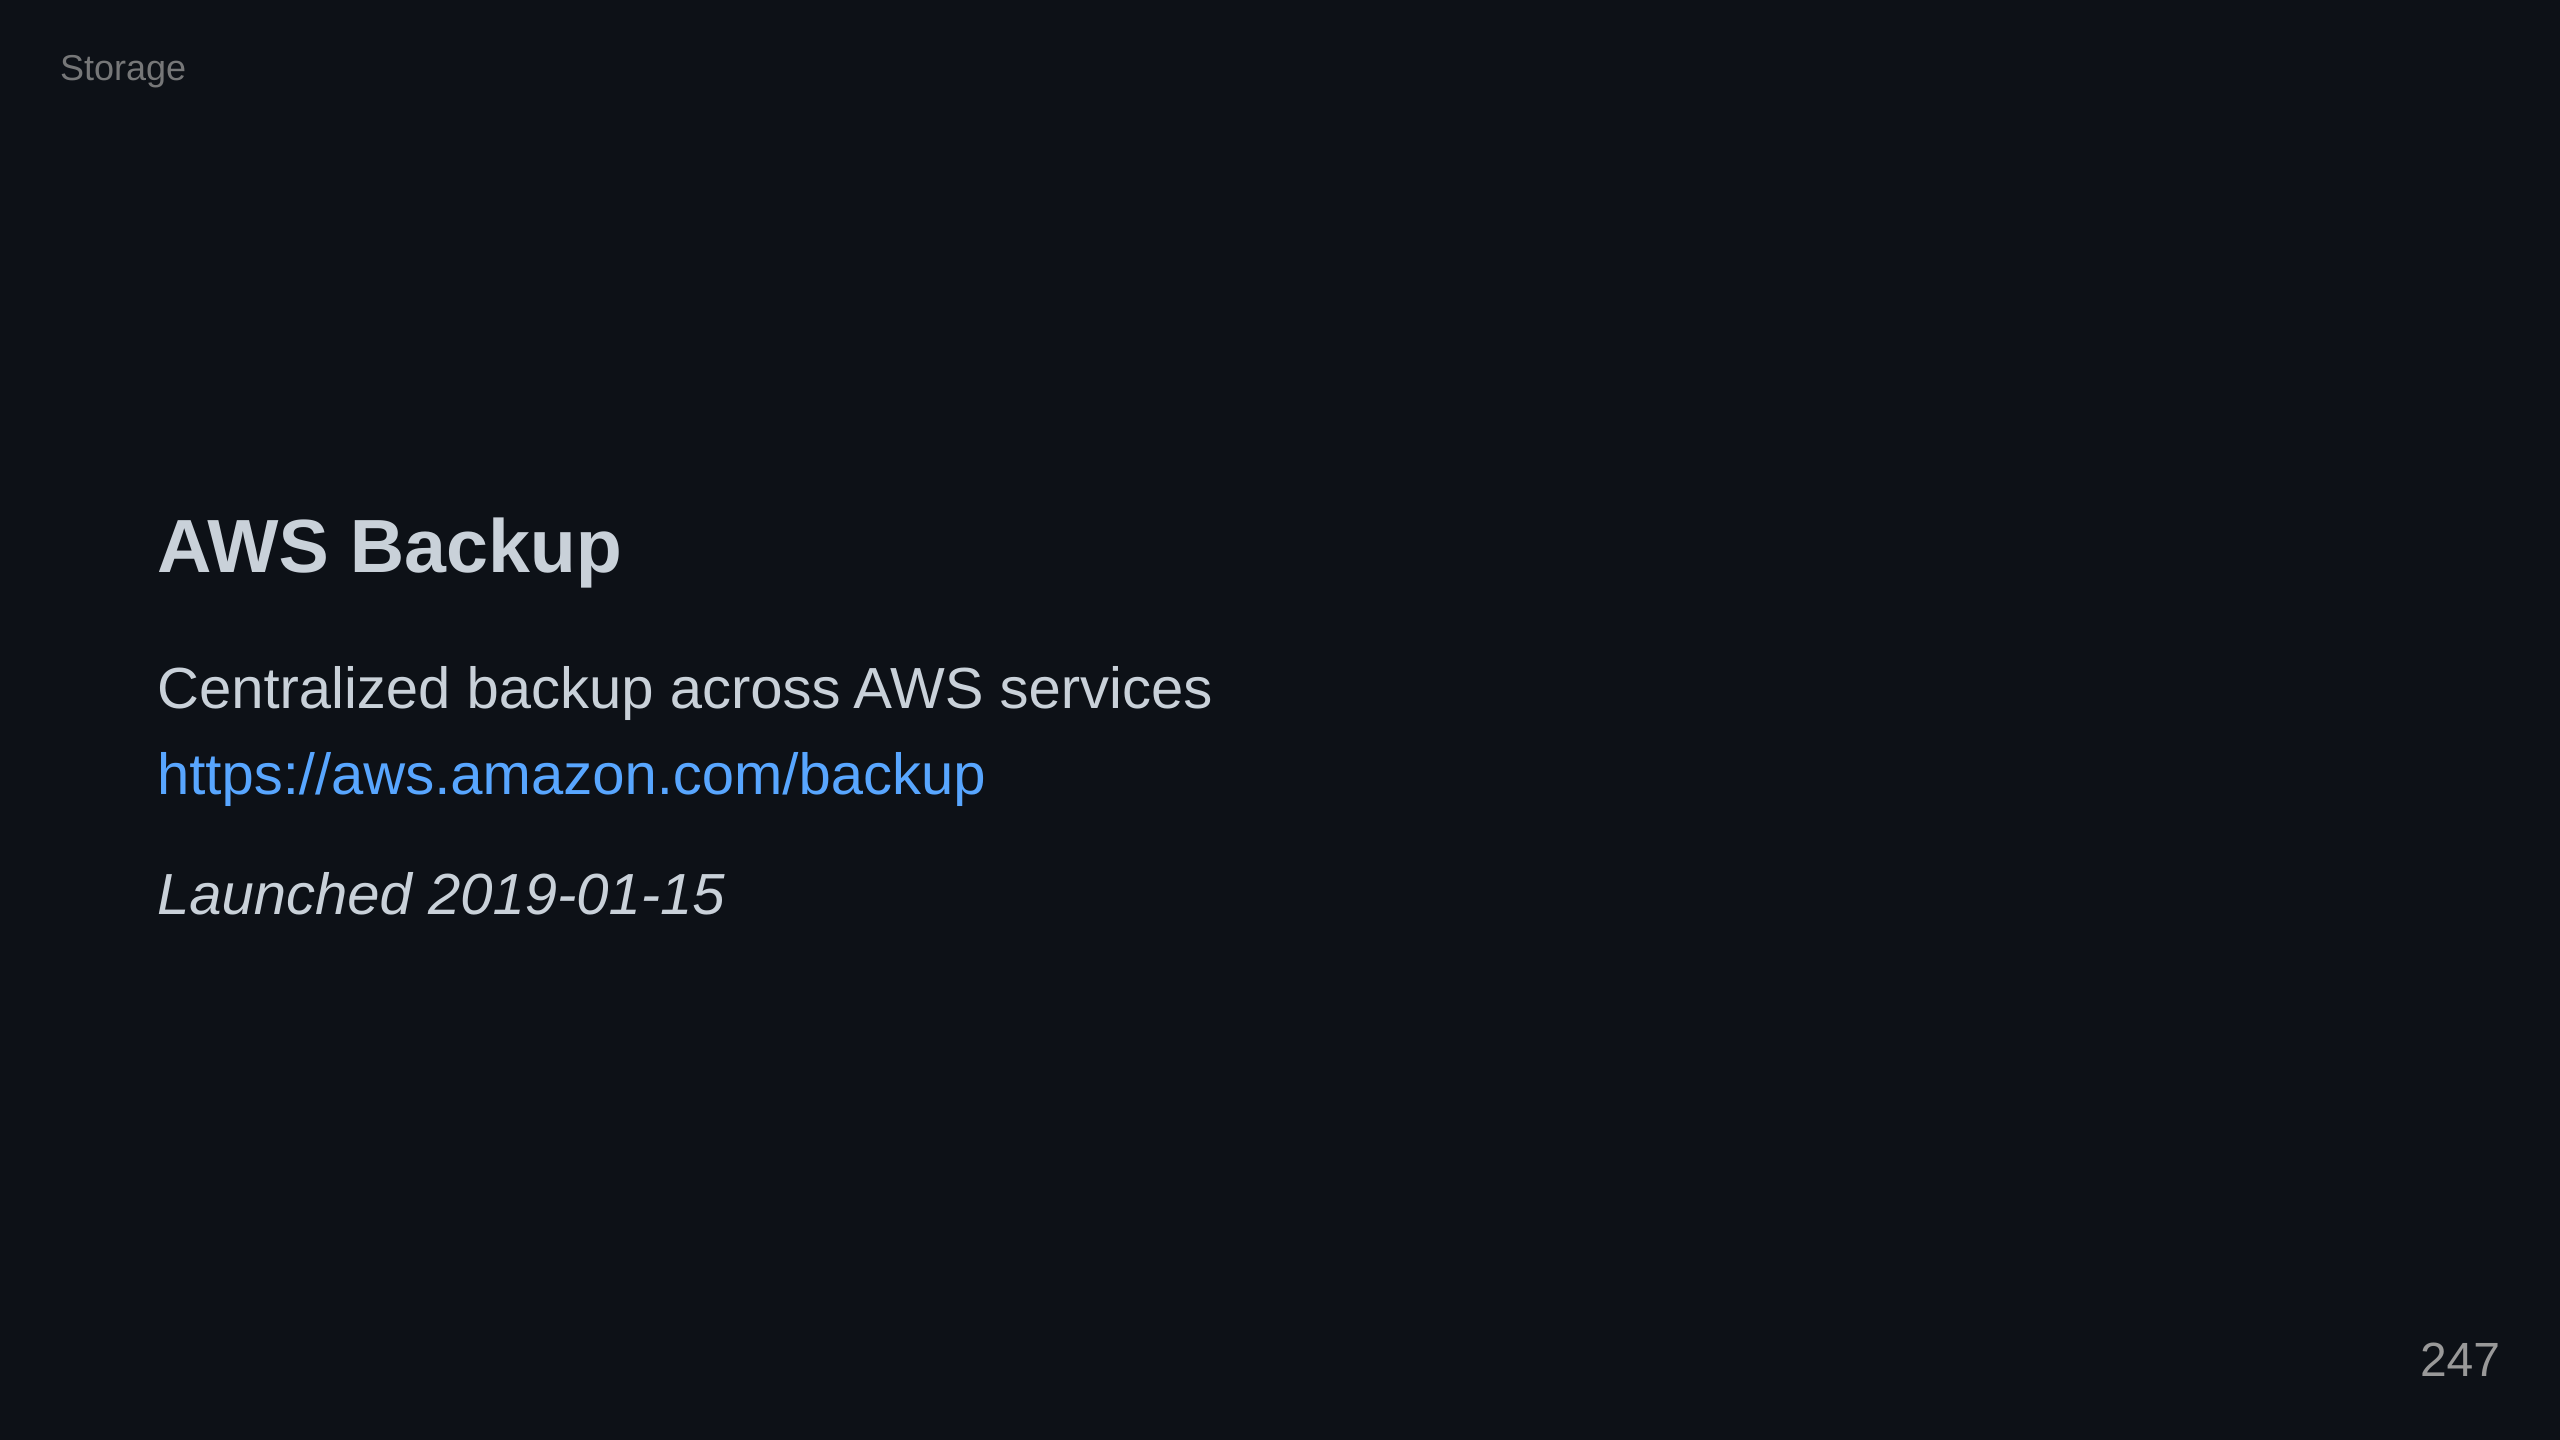 Storage
AWS Backup
Centralized backup across AWS services
https://aws.amazon.com/backup
Launched 2019-01-15
247